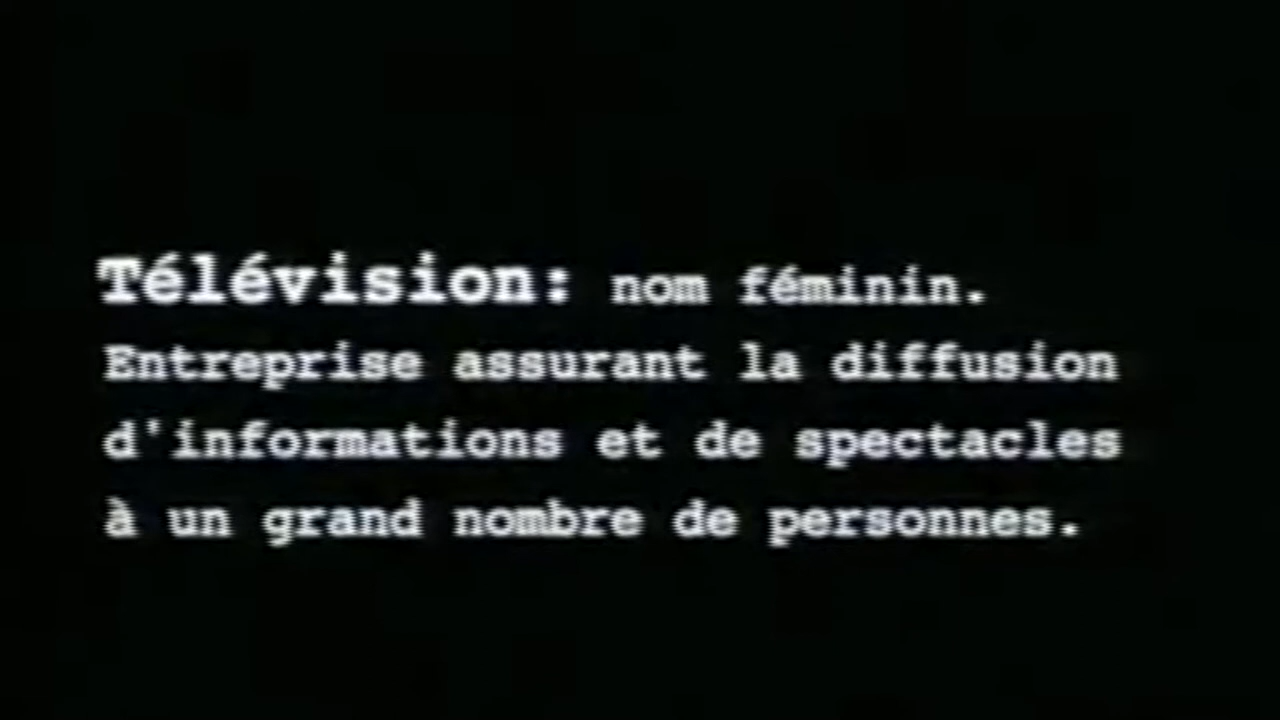 Télévision: nom féminin.
Entreprise assurant la diffusion
d'informations et de spectacles
à un grand nombre de personnes.